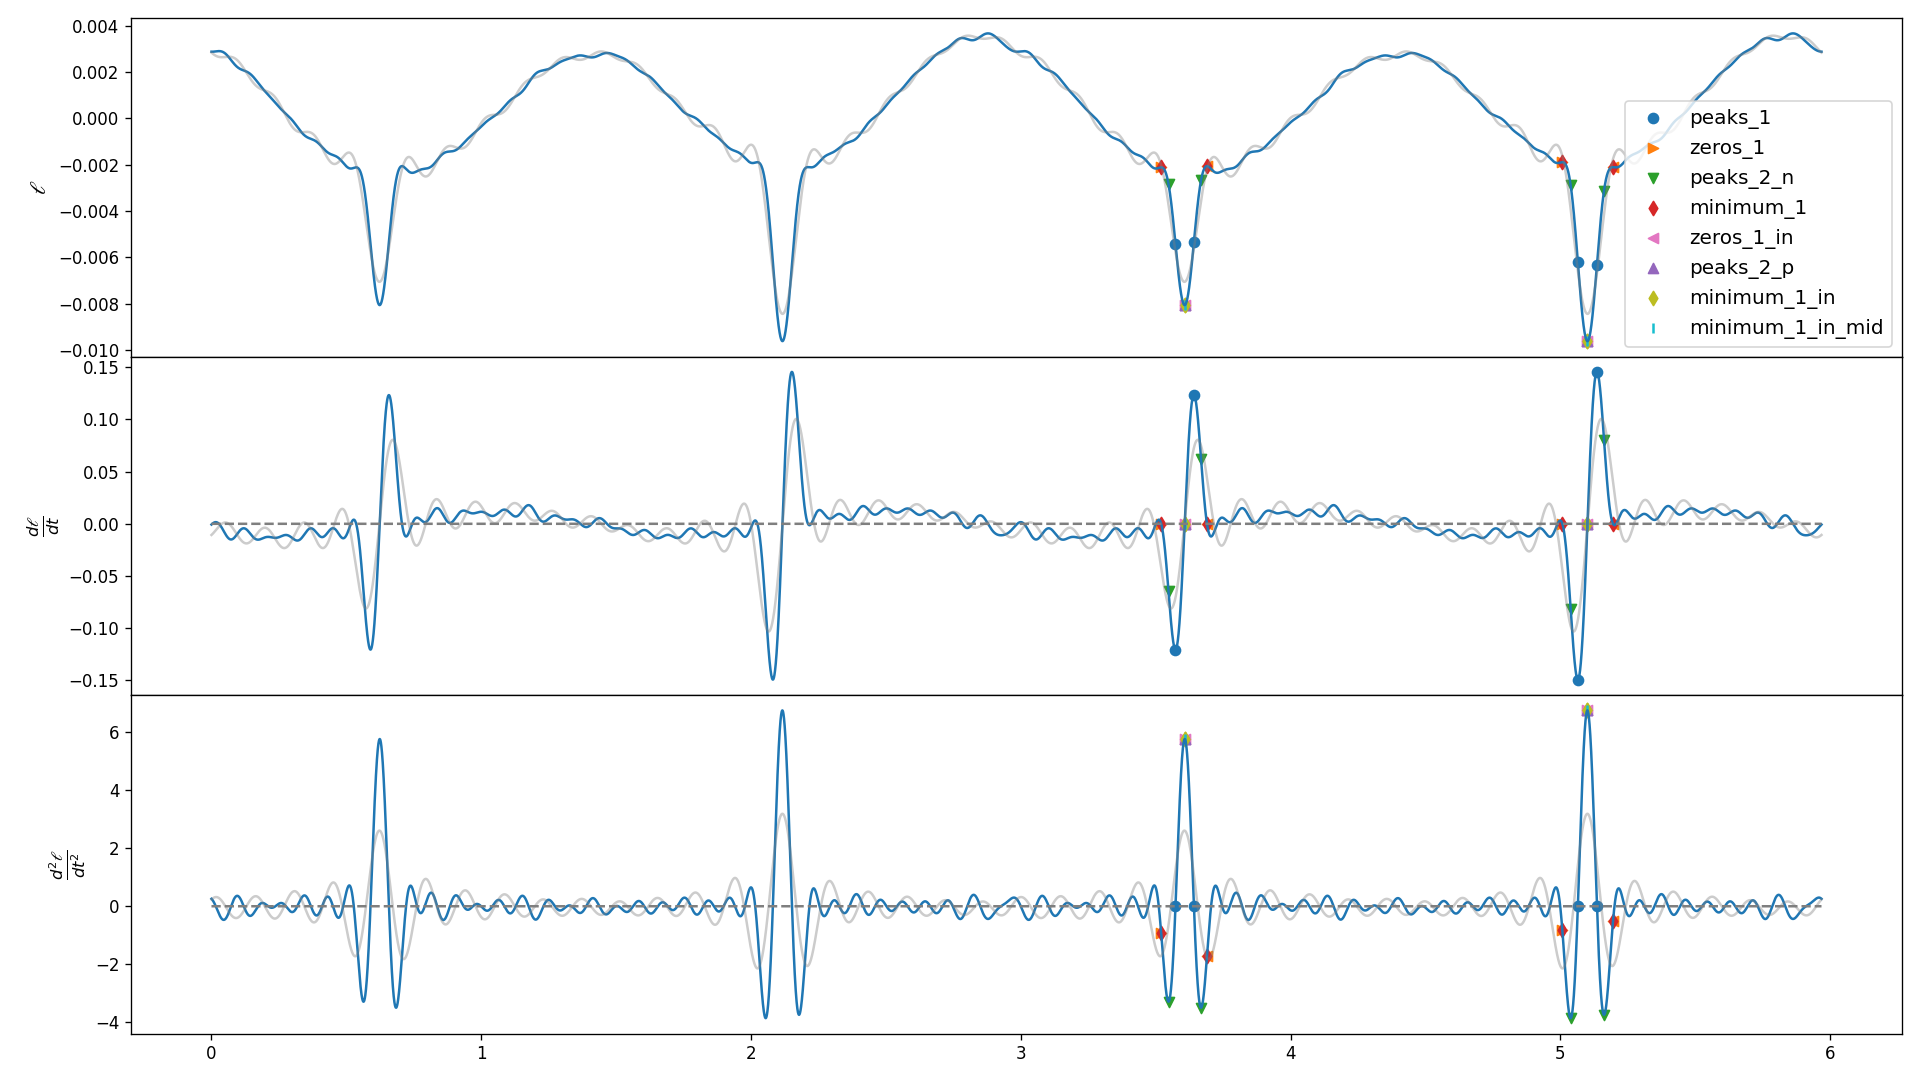 0.004
0.002
0.000
−0.002
−0.004
−0.006
−0.008
−0.010
ℓ
peaks_1
zeros_1
peaks_2_n
minimum_1
zeros_1_in
peaks_2_p
minimum_1_in
minimum_1_in_mid
0.15
0.10
0.05
0.00
−0.05
−0.10
−0.15
dℓ/dt
6
4
2
0
−2
−4
d²ℓ/dt²
0 1 2 3 4 5 6